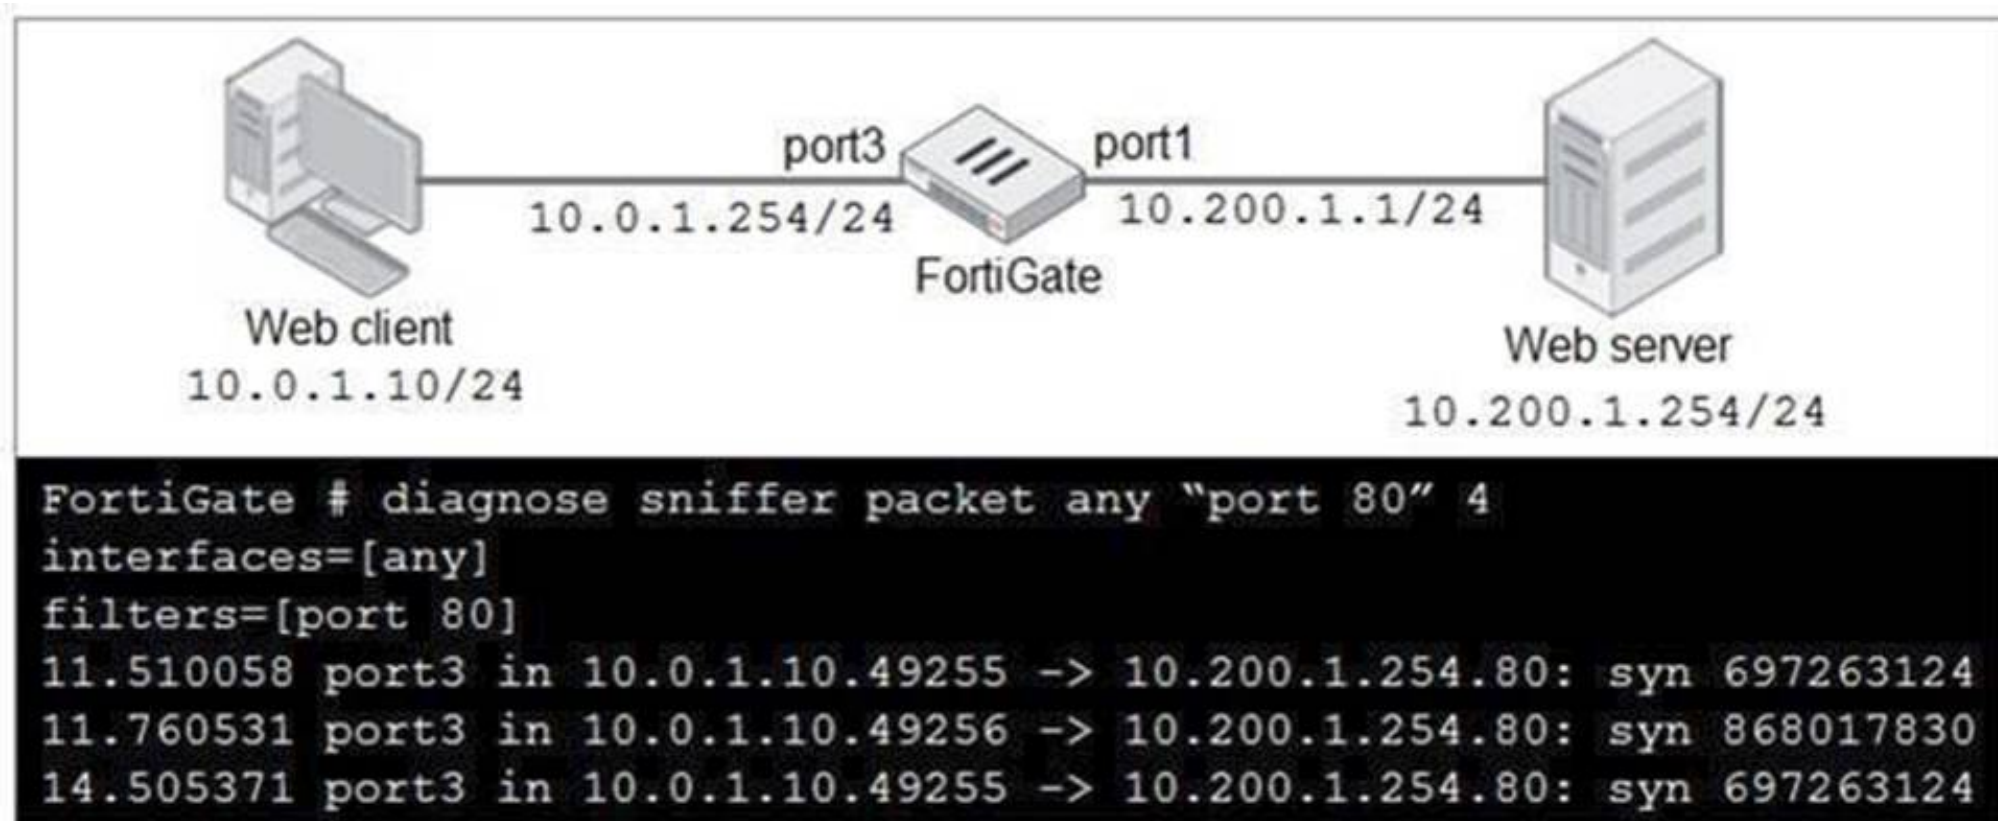 port3
port1
10.0.1.254/24
10.200.1.1/24
FortiGate
Web client
10.0.1.10/24
Web server
10.200.1.254/24
FortiGate # diagnose sniffer packet any “port 80” 4
interfaces=[any]
filters=[port 80]
11.510058 port3 in 10.0.1.10.49255 -> 10.200.1.254.80: syn 697263124
11.760531 port3 in 10.0.1.10.49256 -> 10.200.1.254.80: syn 868017830
14.505371 port3 in 10.0.1.10.49255 -> 10.200.1.254.80: syn 697263124